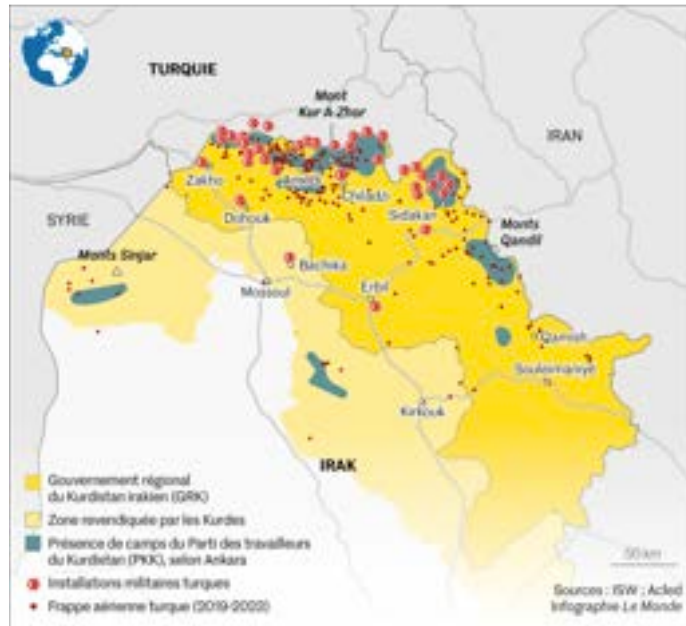 TURQUIE
Mont
Kur A-Zhar
IRAN
Zakho
Amedi
Chiladzi
Dohouk
Sidakan
SYRIE
Monts
Qandil
Monts Sinjar
Bachika
Mossoul
Erbil
Souleimaniyé
Kirkouk
IRAK
Gouvernement régional
du Kurdistan irakien (GRK)
Zone revendiquée par les Kurdes
Présence de camps du Parti des travailleurs
du Kurdistan (PKK), selon Ankara
Installations militaires turques
Frappe aérienne turque (2019-2022)
50 km
Sources : ISW ; Acled
Infographie Le Monde